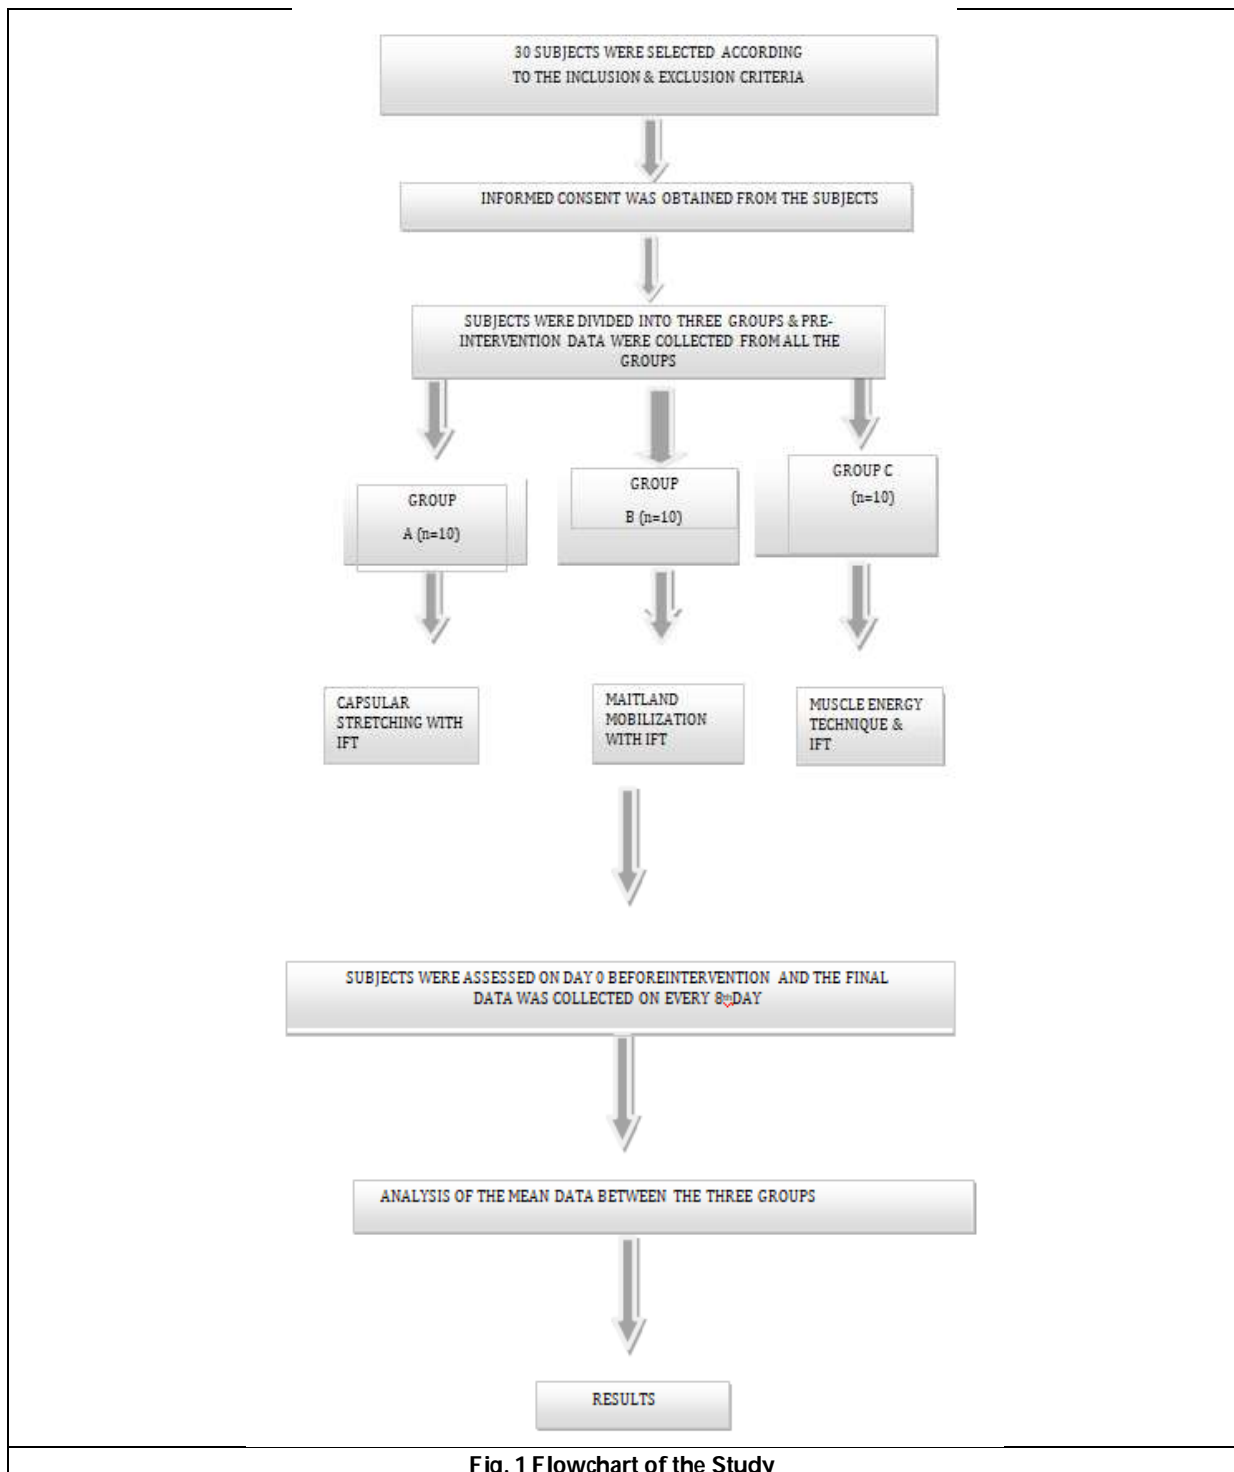 30 SUBJECTS WERE SELECTED ACCORDING
TO THE INCLUSION & EXCLUSION CRITERIA
INFORMED CONSENT WAS OBTAINED FROM THE SUBJECTS
SUBJECTS WERE DIVIDED INTO THREE GROUPS & PRE-
INTERVENTION DATA WERE COLLECTED FROM ALL THE
GROUPS
GROUP
A (n=10)
GROUP
B (n=10)
GROUP C
(n=10)
CAPSULAR
STRETCHING WITH
IFT
MAITLAND
MOBILIZATION
WITH IFT
MUSCLE ENERGY
TECHNIQUE &
IFT
SUBJECTS WERE ASSESSED ON DAY 0 BEFOREINTERVENTION AND THE FINAL
DATA WAS COLLECTED ON EVERY 8th DAY
ANALYSIS OF THE MEAN DATA BETWEEN THE THREE GROUPS
RESULTS
Fig. 1 Flowchart of the Study